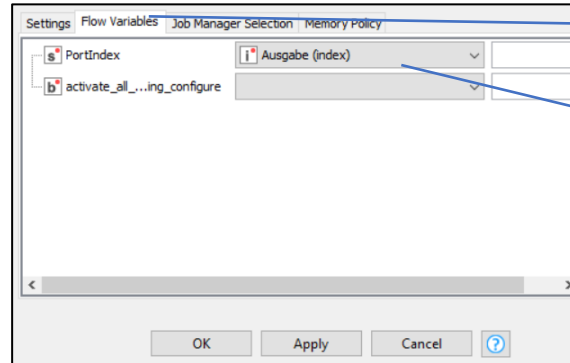 Settings Flow Variables Job Manager Selection Memory Policy
s PortIndex i Ausgabe (index)
b activate_all_...ing_configure
OK Apply Cancel ?